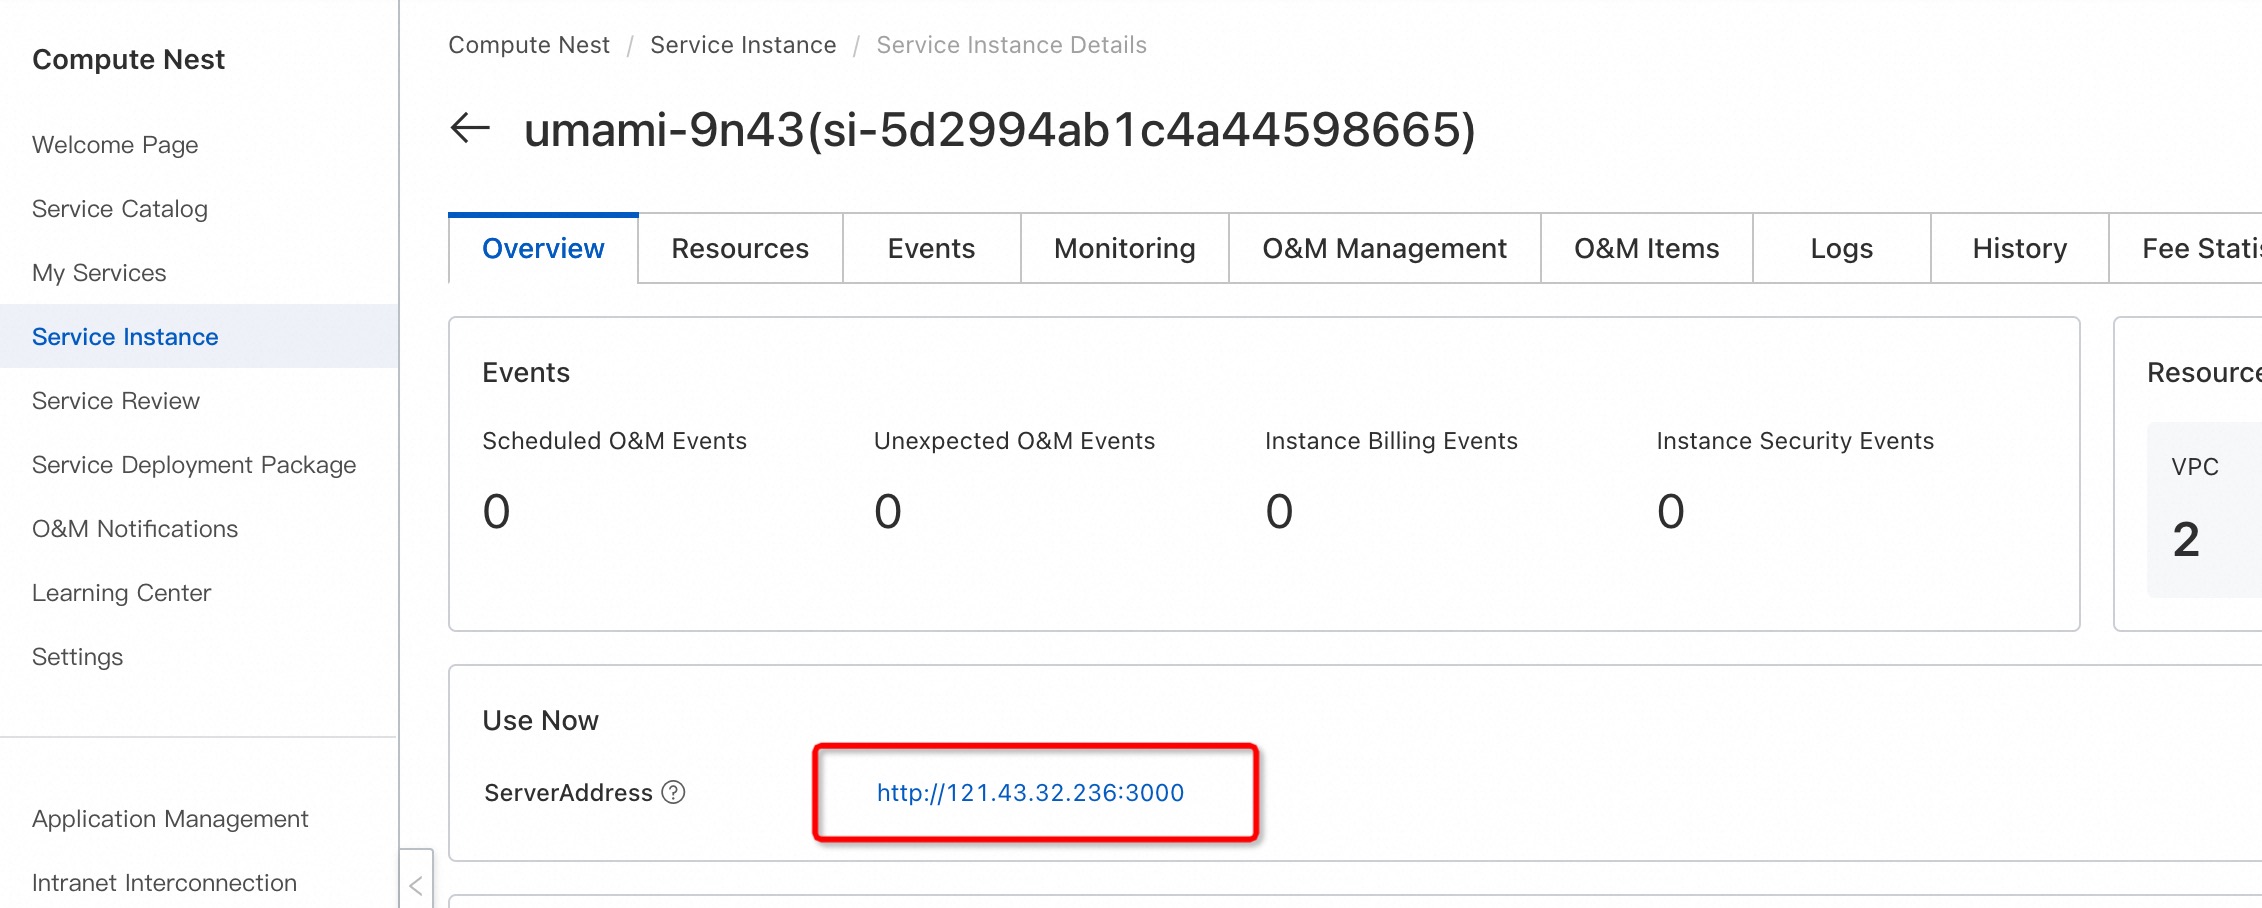 Compute Nest
Welcome Page
Service Catalog
My Services
Service Instance
Service Review
Service Deployment Package
O&M Notifications
Learning Center
Settings
Application Management
Intranet Interconnection
Compute Nest / Service Instance / Service Instance Details
umami-9n43(si-5d2994ab1c4a44598665)
Overview Resources Events Monitoring O&M Management O&M Items Logs History Fee Statis
Events
Scheduled O&M Events Unexpected O&M Events Instance Billing Events Instance Security Events
0 0 0 0
Resource
VPC
2
Use Now
ServerAddress ? http://121.43.32.236:3000